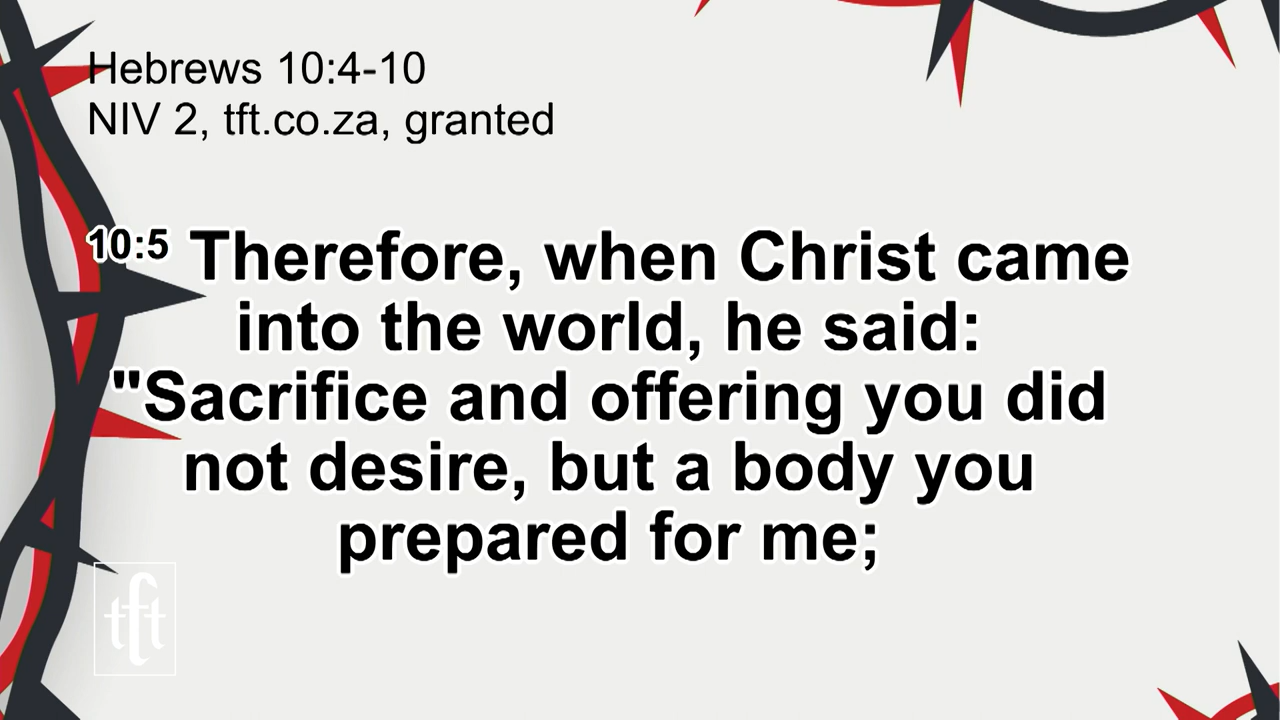 Hebrews 10:4-10
NIV 2, tft.co.za, granted
10:5 Therefore, when Christ came
into the world, he said:
"Sacrifice and offering you did
not desire, but a body you
prepared for me;
tft